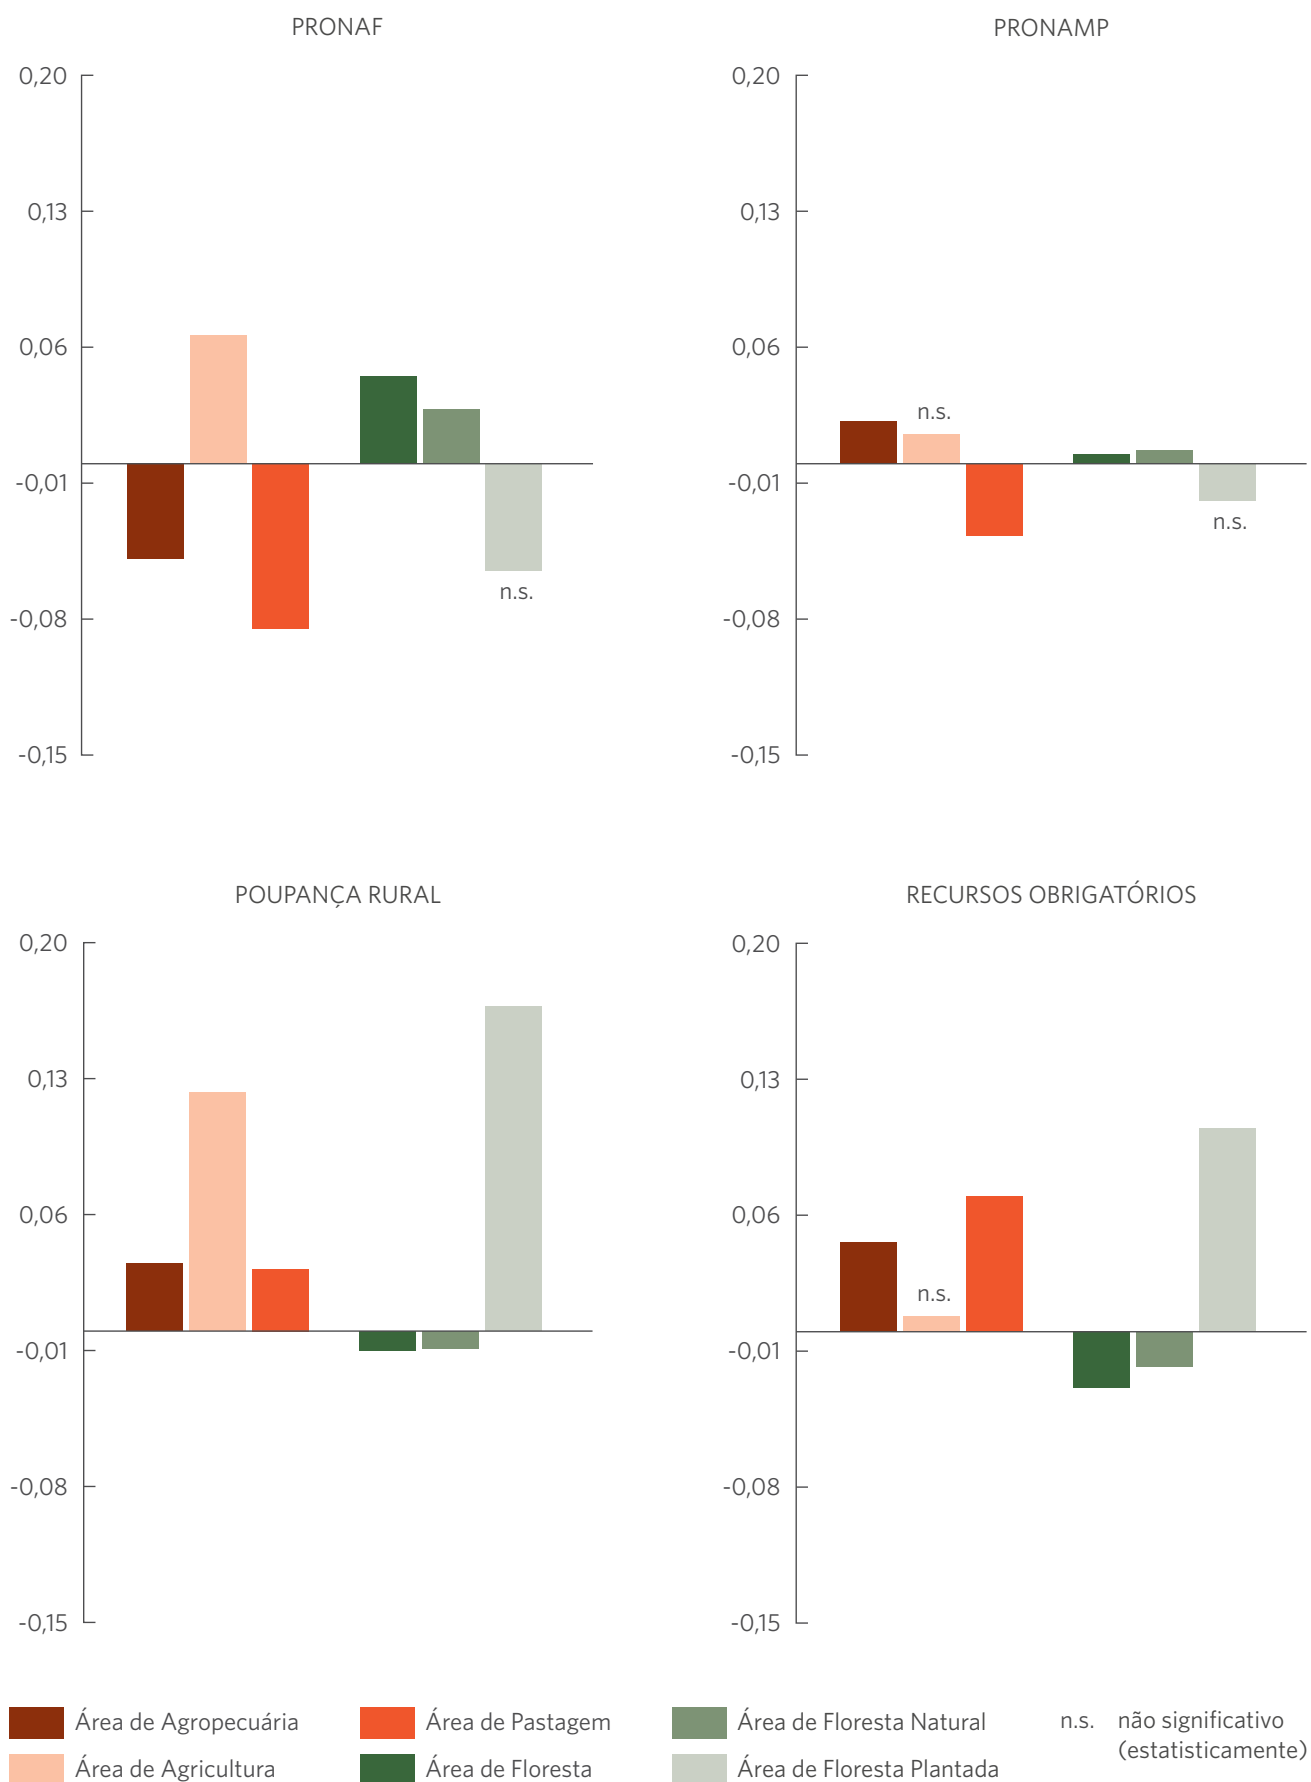 PRONAF
0,20
0,13
0,06
-0,01
-0,08
-0,15
n.s.
PRONAMP
0,20
0,13
0,06
-0,01
-0,08
-0,15
n.s.
n.s.
POUPANÇA RURAL
0,20
0,13
0,06
-0,01
-0,08
-0,15
RECURSOS OBRIGATÓRIOS
0,20
0,13
0,06
-0,01
-0,08
-0,15
n.s.
Área de Agropecuária
Área de Agricultura
Área de Pastagem
Área de Floresta
Área de Floresta Natural
Área de Floresta Plantada
n.s. não significativo
(estatisticamente)